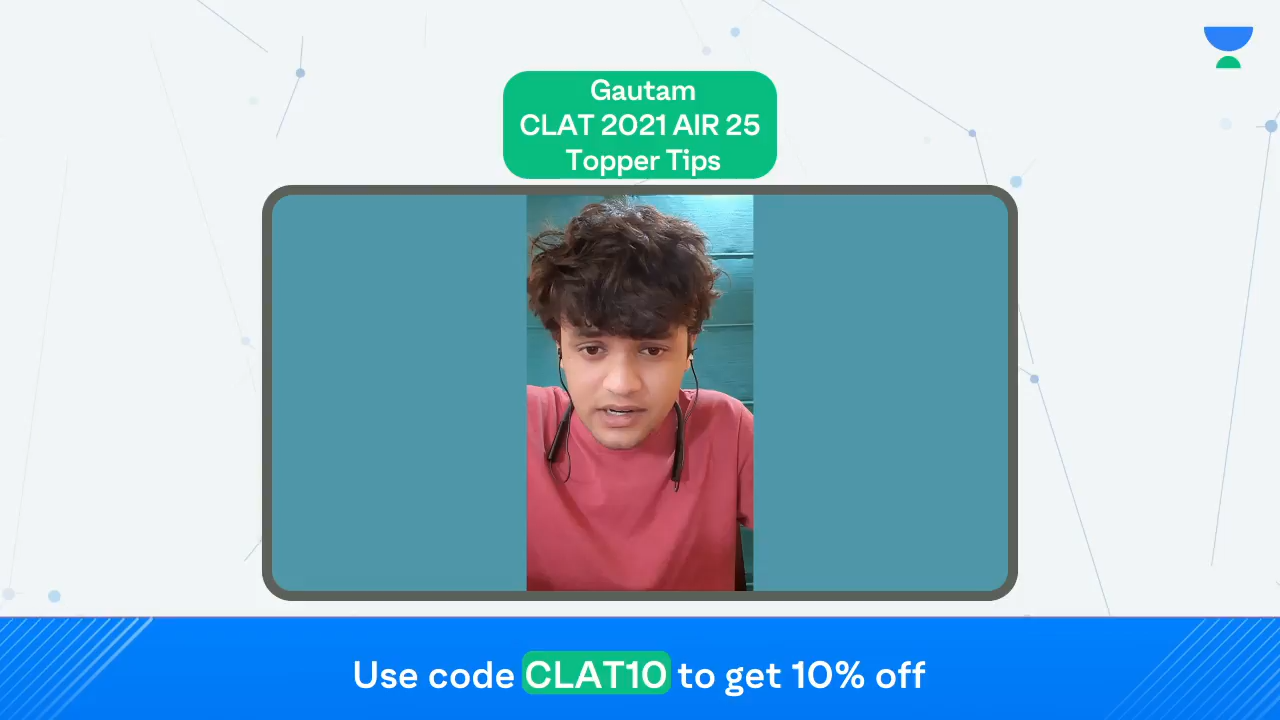 Gautam
CLAT 2021 AIR 25
Topper Tips
Use code CLAT10 to get 10% off